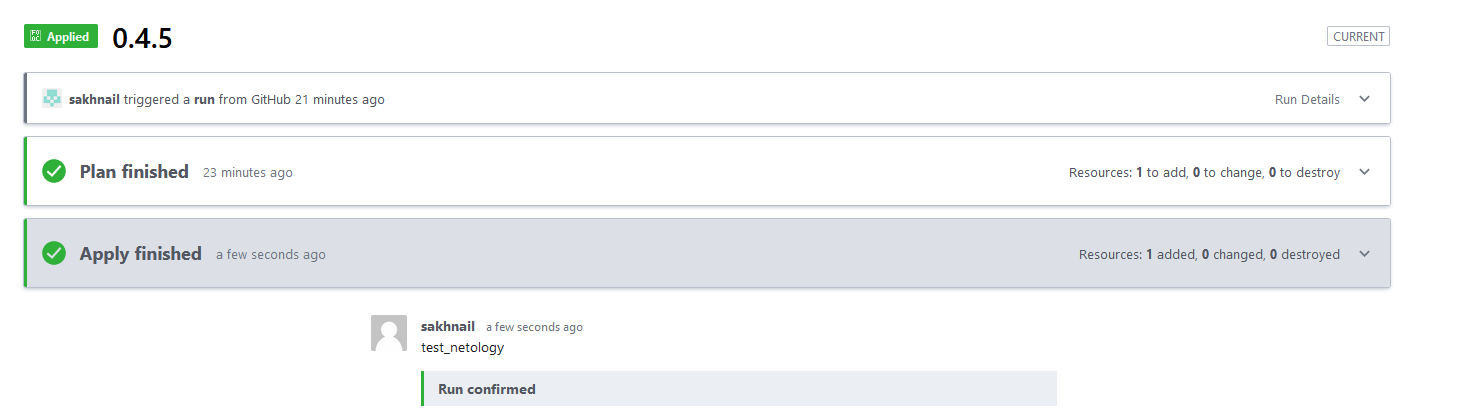 Applied 0.4.5 CURRENT
sakhnail triggered a run from GitHub 21 minutes ago Run Details
Plan finished 23 minutes ago Resources: 1 to add, 0 to change, 0 to destroy
Apply finished a few seconds ago Resources: 1 added, 0 changed, 0 destroyed
sakhnail a few seconds ago
test_netology
Run confirmed